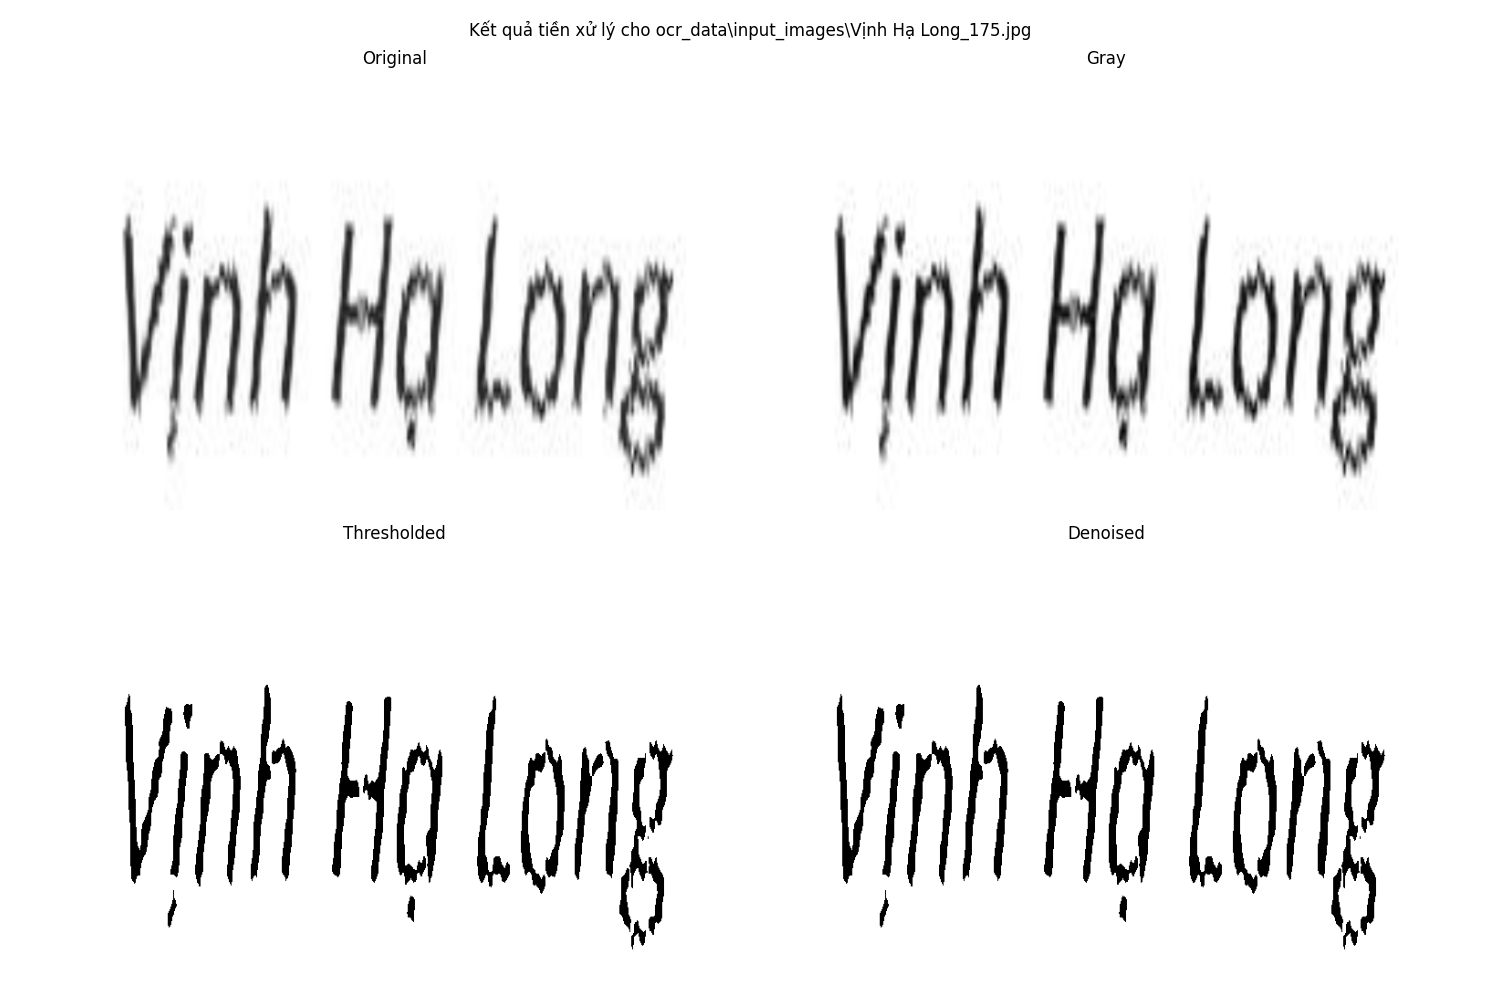 Kết quả tiền xử lý cho ocr_data\input_images\Vịnh Hạ Long_175.jpg
Original
Gray
Vịnh Hạ Long
Vịnh Hạ Long
Thresholded
Denoised
Vịnh Hạ Long
Vịnh Hạ Long